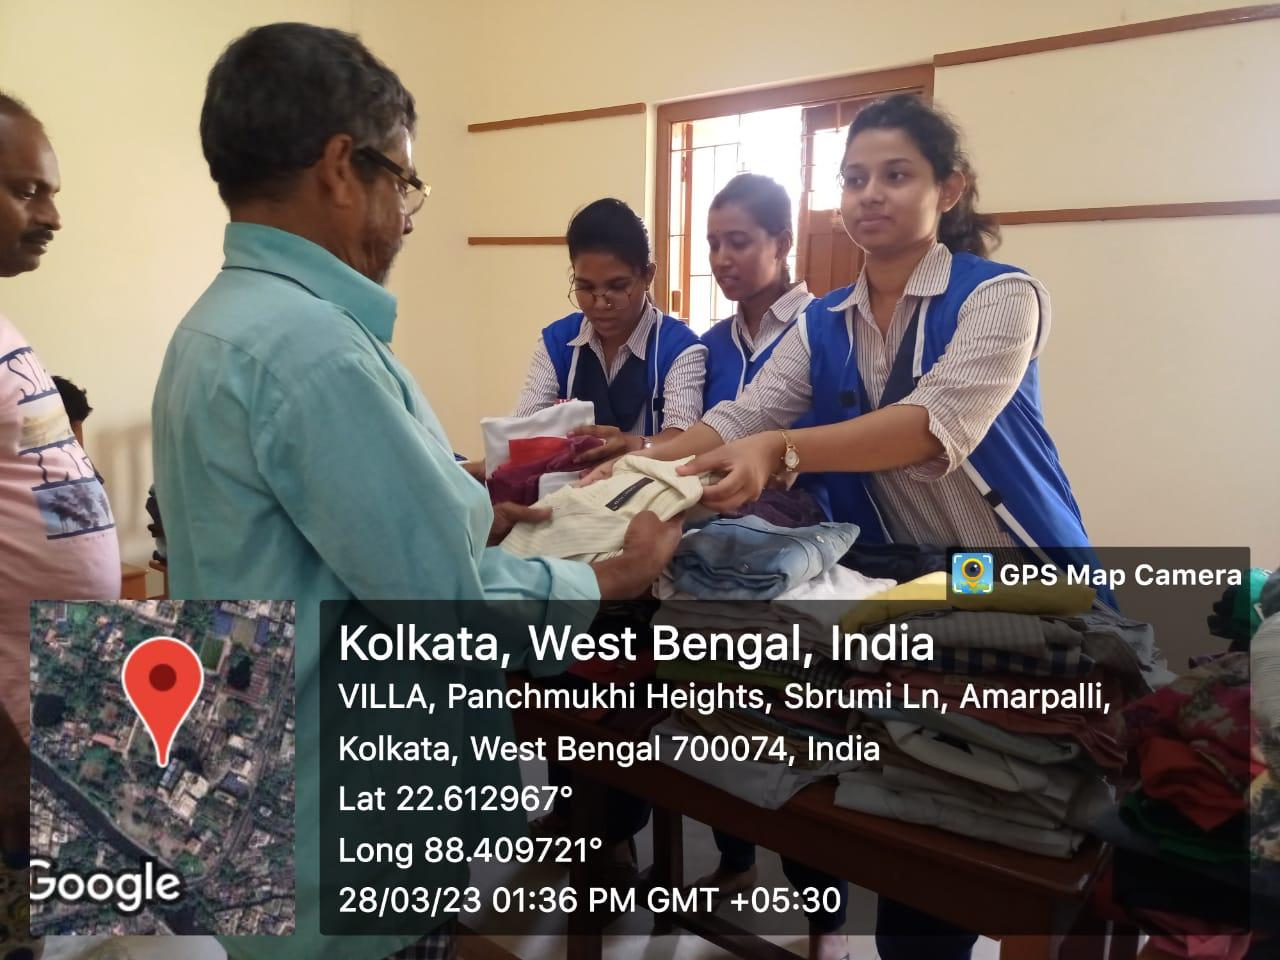 GPS Map Camera
Kolkata, West Bengal, India
VILLA, Panchmukhi Heights, Sbrumi Ln, Amarpalli,
Kolkata, West Bengal 700074, India
Lat 22.612967°
Long 88.409721°
28/03/23 01:36 PM GMT +05:30
Google